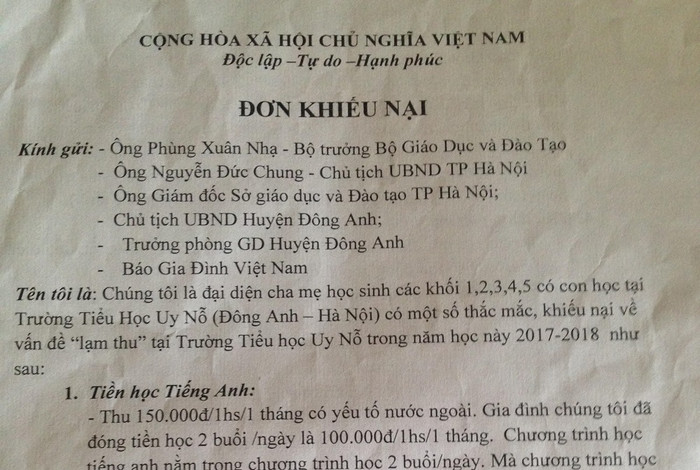 CỘNG HÒA XÃ HỘI CHỦ NGHĨA VIỆT NAM
Độc lập –Tự do –Hạnh phúc
ĐƠN KHIẾU NẠI
Kính gửi: - Ông Phùng Xuân Nhạ - Bộ trưởng Bộ Giáo Dục và Đào Tạo
- Ông Nguyễn Đức Chung - Chủ tịch UBND TP Hà Nội
- Ông Giám đốc Sở giáo dục và Đào tạo TP Hà Nội;
- Chủ tịch UBND Huyện Đông Anh;
- Trưởng phòng GD Huyện Đông Anh
- Báo Gia Đình Việt Nam
Tên tôi là: Chúng tôi là đại diện cha mẹ học sinh các khối 1,2,3,4,5 có con học tại
Trường Tiểu Học Uy Nỗ (Đông Anh – Hà Nội) có một số thắc mắc, khiếu nại về
vấn đề “lạm thu” tại Trường Tiểu học Uy Nỗ trong năm học này 2017-2018 như
sau:
1. Tiền học Tiếng Anh:
- Thu 150.000đ/1hs/1 tháng có yếu tố nước ngoài. Gia đình chúng tôi đã
đóng tiền học 2 buổi /ngày là 100.000đ/1hs/1 tháng. Chương trình học
tiếng anh nằm trong chương trình học 2 buổi/ngày. Mà chương trình học